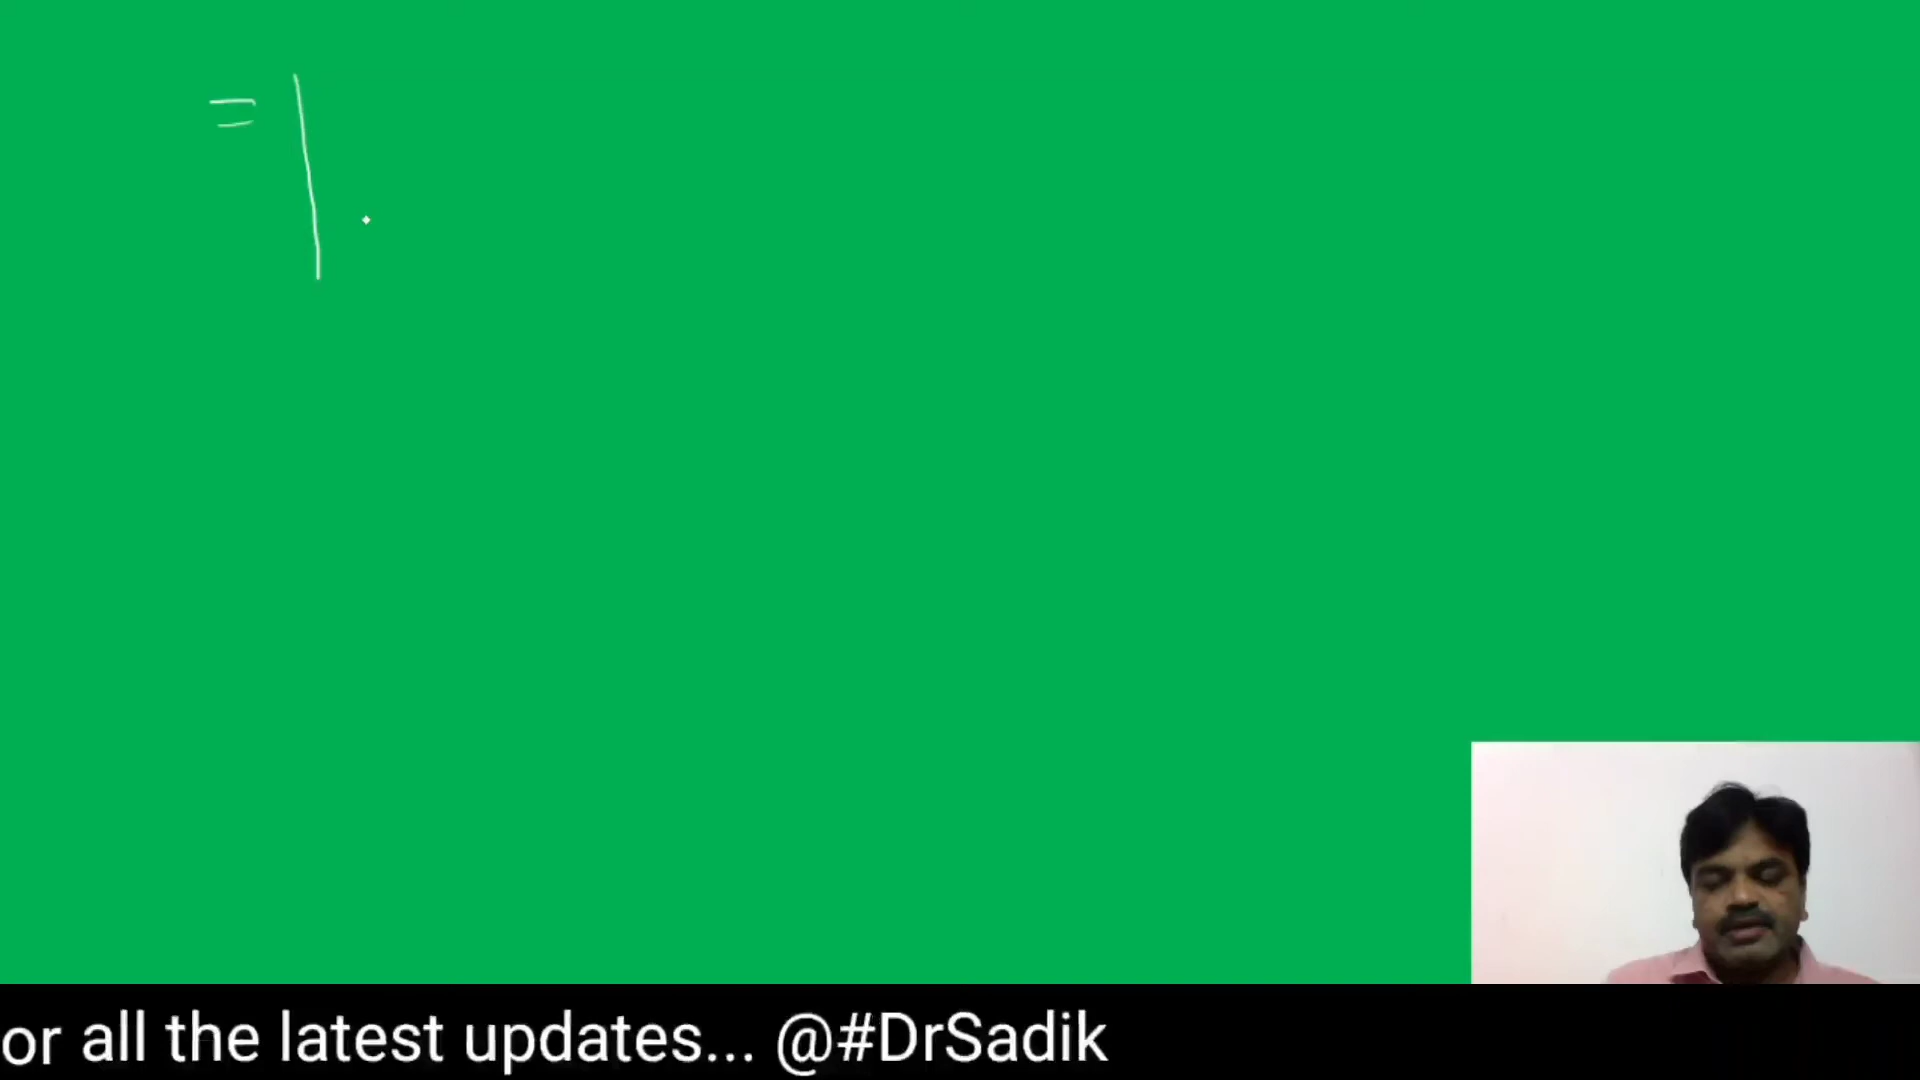 = |
or all the latest updates... @#DrSadik